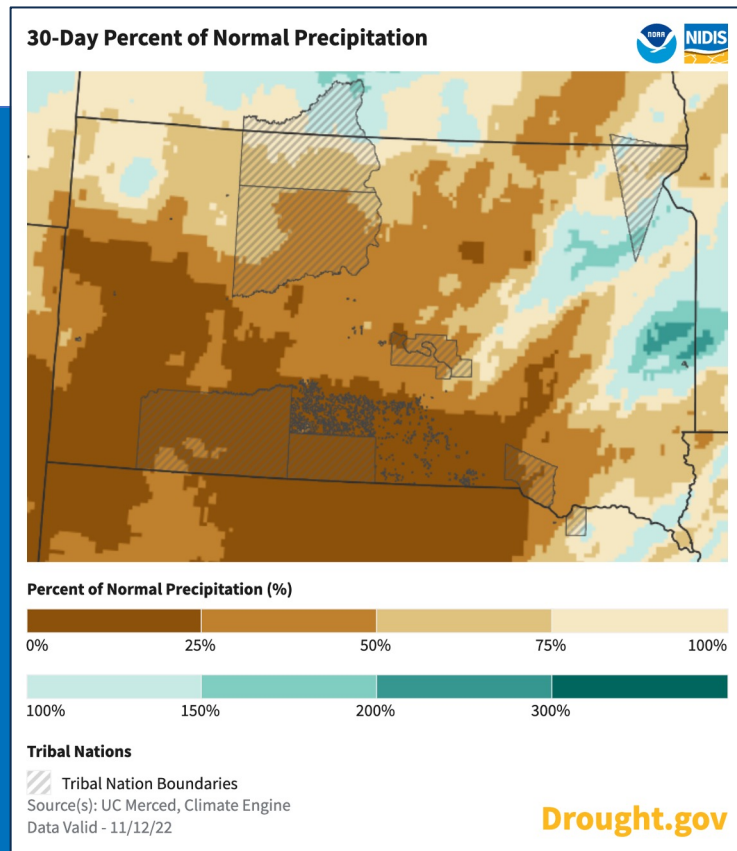 30-Day Percent of Normal Precipitation
NOAA
NIDIS
Percent of Normal Precipitation (%)
0% 25% 50% 75% 100%
100% 150% 200% 300%
Tribal Nations
Tribal Nation Boundaries
Source(s): UC Merced, Climate Engine
Data Valid - 11/12/22
Drought.gov